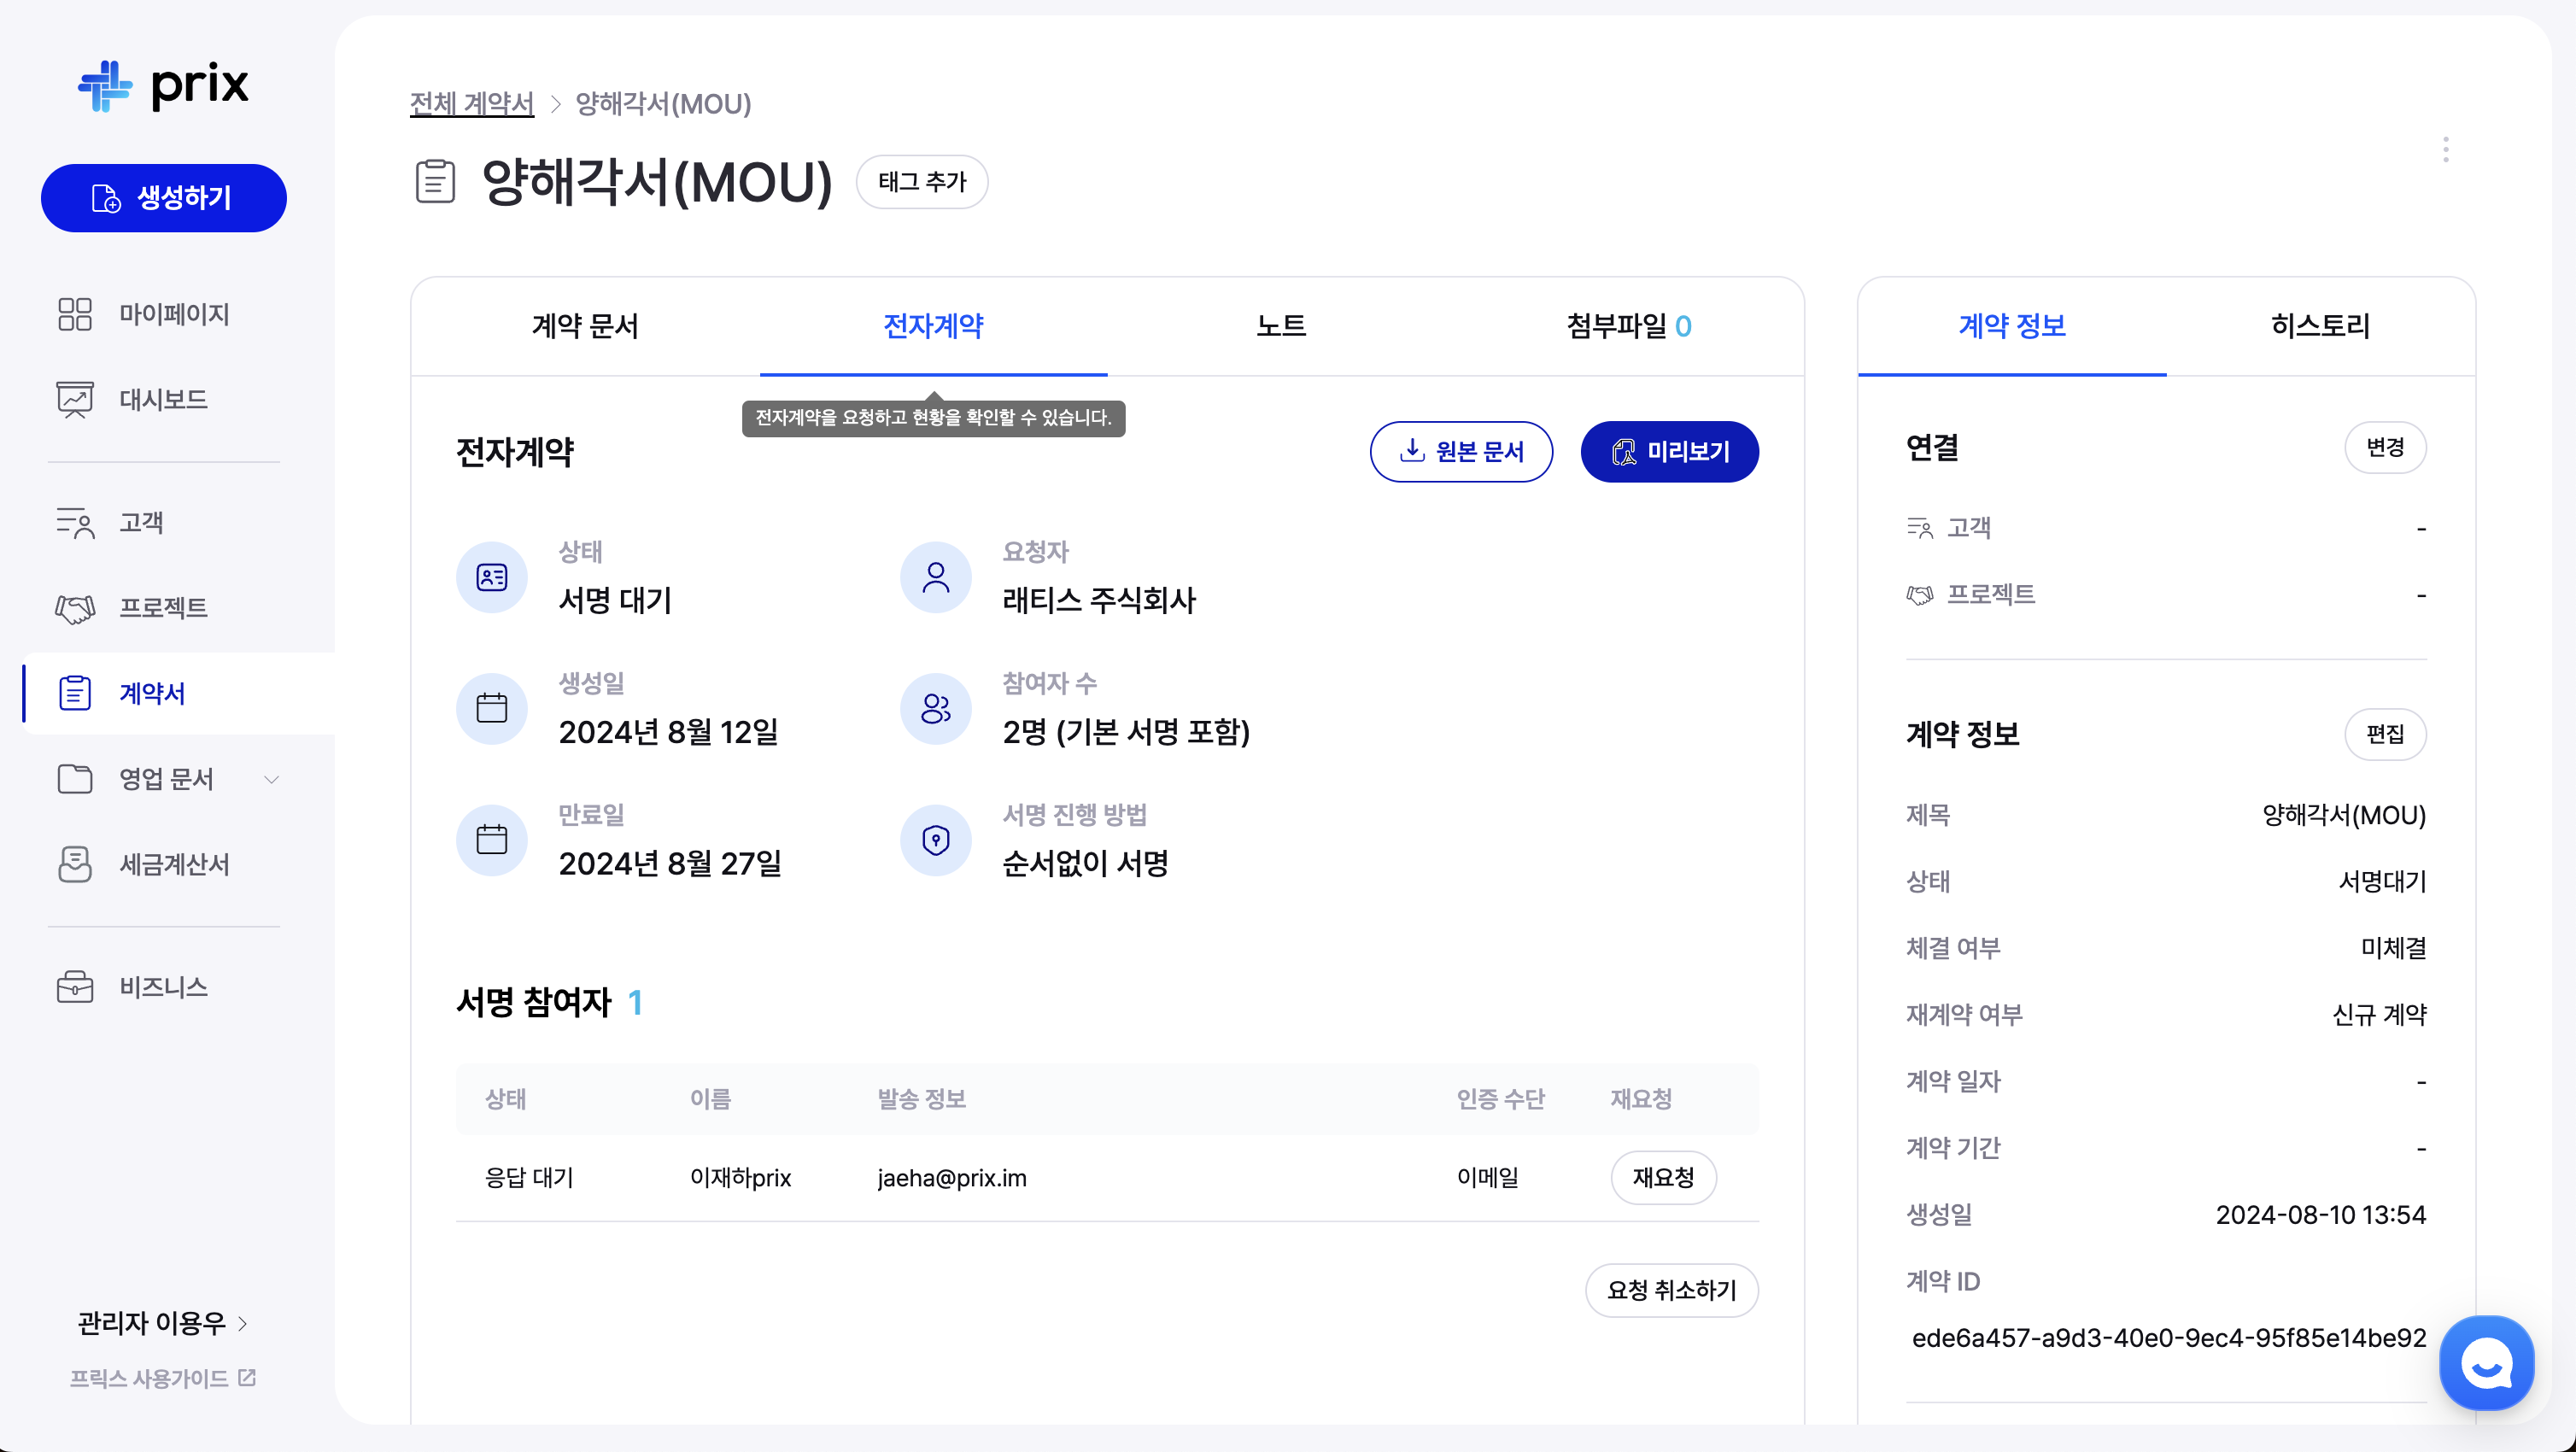 prix
생성하기
마이페이지
대시보드
고객
프로젝트
계약서
영업 문서
세금계산서
비즈니스
관리자 이용우
프릭스 사용가이드
전체 계약서 > 양해각서(MOU)
양해각서(MOU) 태그 추가
계약 문서 전자계약 노트 첨부파일 0
전자계약을 요청하고 현황을 확인할 수 있습니다.
전자계약 원본 문서 미리보기
상태
서명 대기
요청자
래티스 주식회사
생성일
2024년 8월 12일
참여자 수
2명 (기본 서명 포함)
만료일
2024년 8월 27일
서명 진행 방법
순서없이 서명
서명 참여자 1
상태 이름 발송 정보 인증 수단 재요청
응답 대기 이재하prix jaeha@prix.im 이메일 재요청
요청 취소하기
계약 정보 히스토리
연결 변경
고객 -
프로젝트 -
계약 정보 편집
제목 양해각서(MOU)
상태 서명대기
체결 여부 미체결
재계약 여부 신규 계약
계약 일자 -
계약 기간 -
생성일 2024-08-10 13:54
계약 ID
ede6a457-a9d3-40e0-9ec4-95f85e14be92